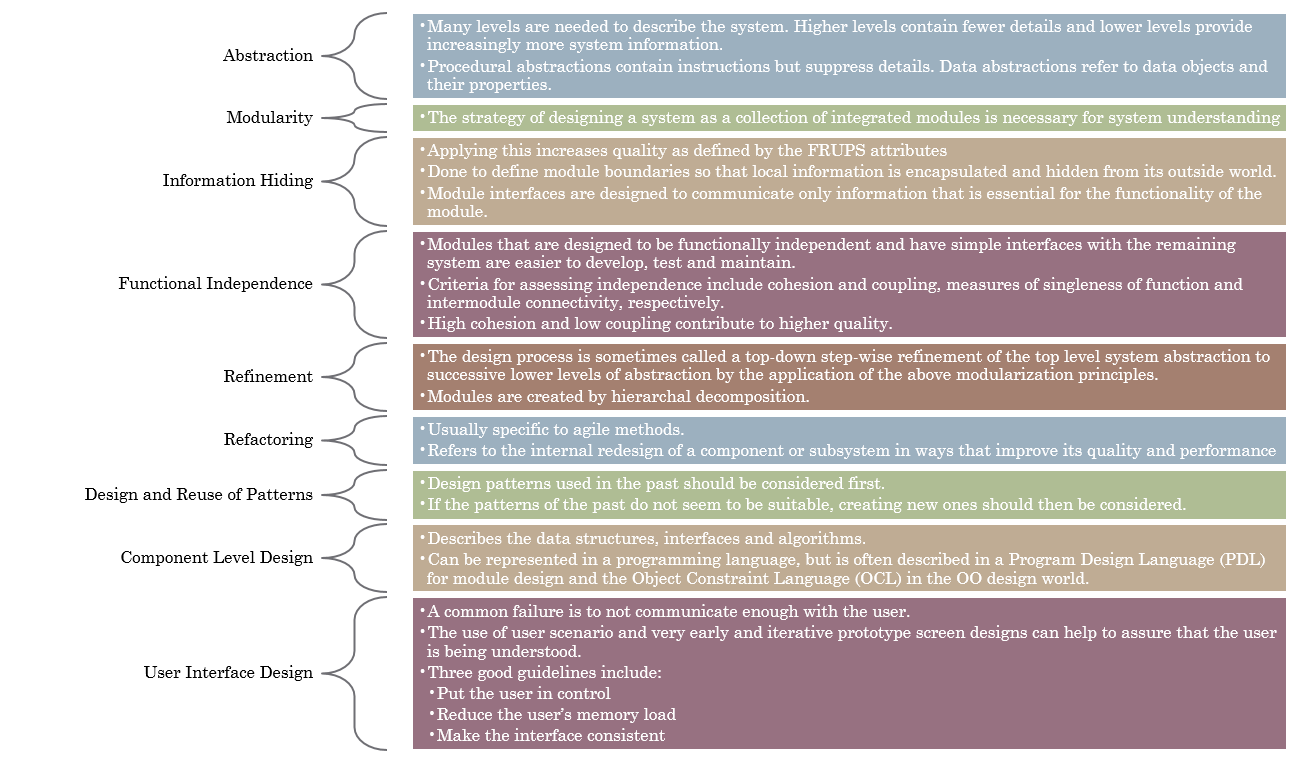 Abstraction
•Many levels are needed to describe the system. Higher levels contain fewer details and lower levels provide
increasingly more system information.
•Procedural abstractions contain instructions but suppress details. Data abstractions refer to data objects and
their properties.
Modularity
•The strategy of designing a system as a collection of integrated modules is necessary for system understanding
Information Hiding
•Applying this increases quality as defined by the FRUPS attributes
•Done to define module boundaries so that local information is encapsulated and hidden from its outside world.
•Module interfaces are designed to communicate only information that is essential for the functionality of the
module.
Functional Independence
•Modules that are designed to be functionally independent and have simple interfaces with the remaining
system are easier to develop, test and maintain.
•Criteria for assessing independence include cohesion and coupling, measures of singleness of function and
intermodule connectivity, respectively.
•High cohesion and low coupling contribute to higher quality.
Refinement
•The design process is sometimes called a top-down step-wise refinement of the top level system abstraction to
successive lower levels of abstraction by the application of the above modularization principles.
•Modules are created by hierarchal decomposition.
Refactoring
•Usually specific to agile methods.
•Refers to the internal redesign of a component or subsystem in ways that improve its quality and performance
Design and Reuse of Patterns
•Design patterns used in the past should be considered first.
•If the patterns of the past do not seem to be suitable, creating new ones should then be considered.
Component Level Design
•Describes the data structures, interfaces and algorithms.
•Can be represented in a programming language, but is often described in a Program Design Language (PDL)
for module design and the Object Constraint Language (OCL) in the OO design world.
User Interface Design
•A common failure is to not communicate enough with the user.
•The use of user scenario and very early and iterative prototype screen designs can help to assure that the user
is being understood.
•Three good guidelines include:
•Put the user in control
•Reduce the user’s memory load
•Make the interface consistent